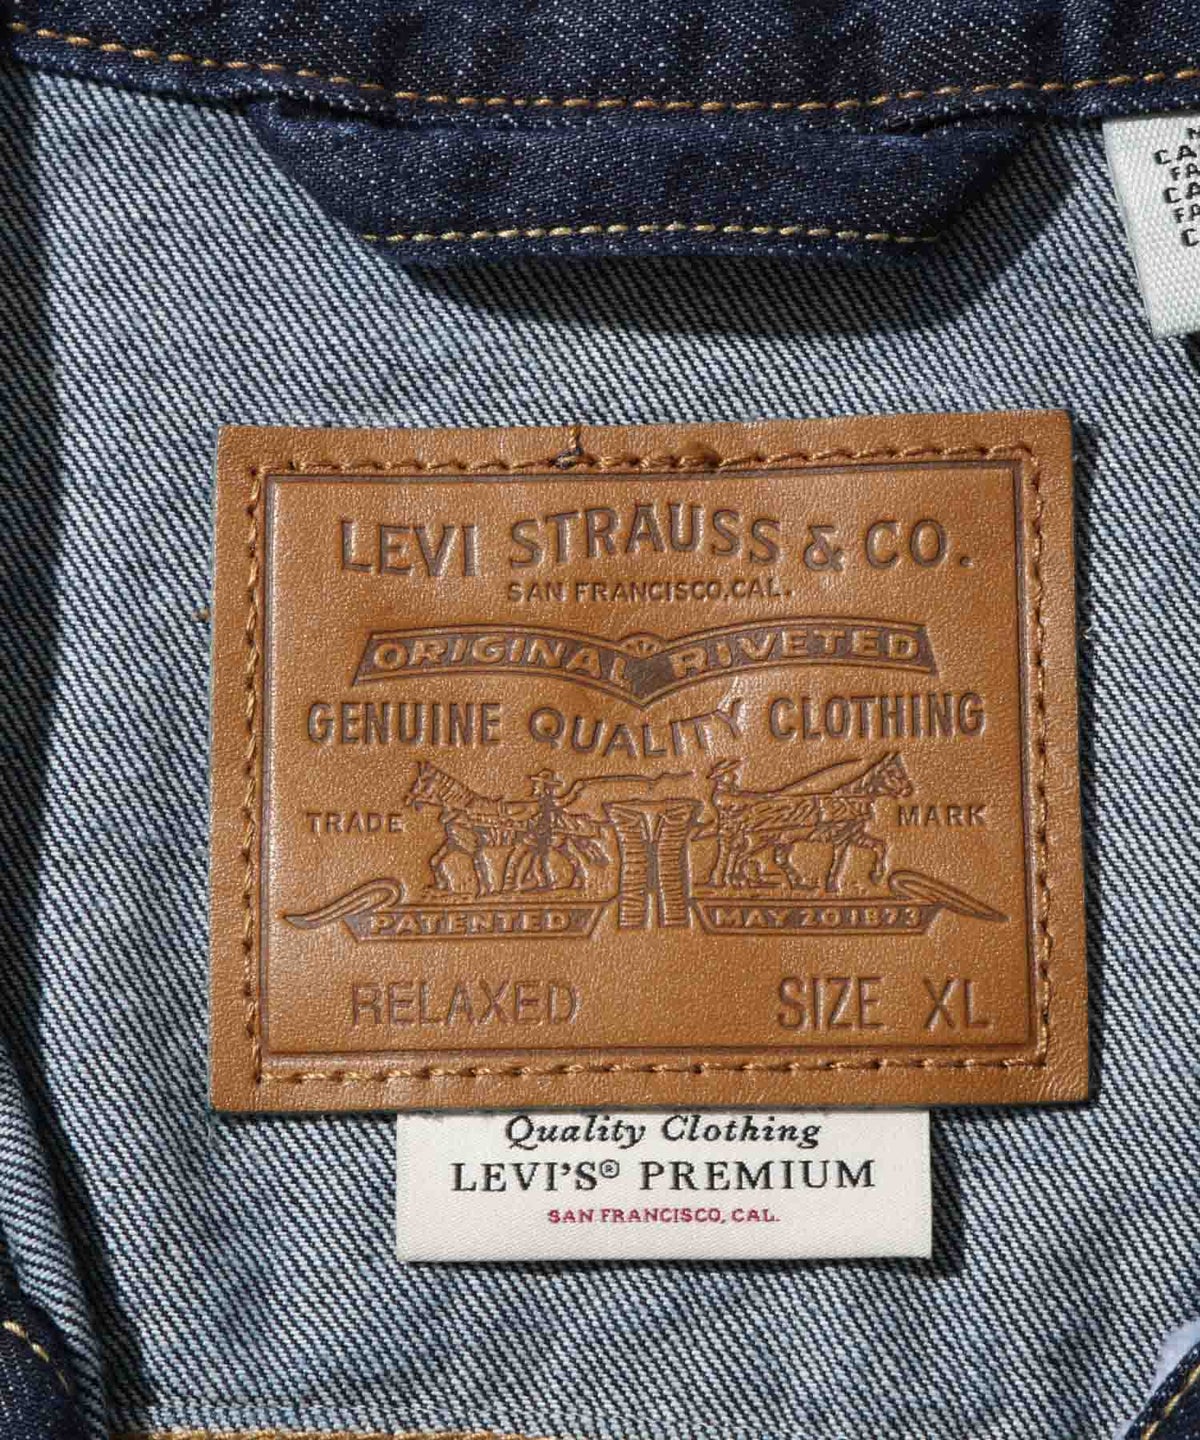 LEVI STRAUSS & CO.
SAN FRANCISCO, CAL.
ORIGINAL RIVETED
GENUINE QUALITY CLOTHING
TRADE MARK
PATENTED MAY 20 1873
RELAXED SIZE XL
Quality Clothing
LEVI'S® PREMIUM
SAN FRANCISCO, CAL.